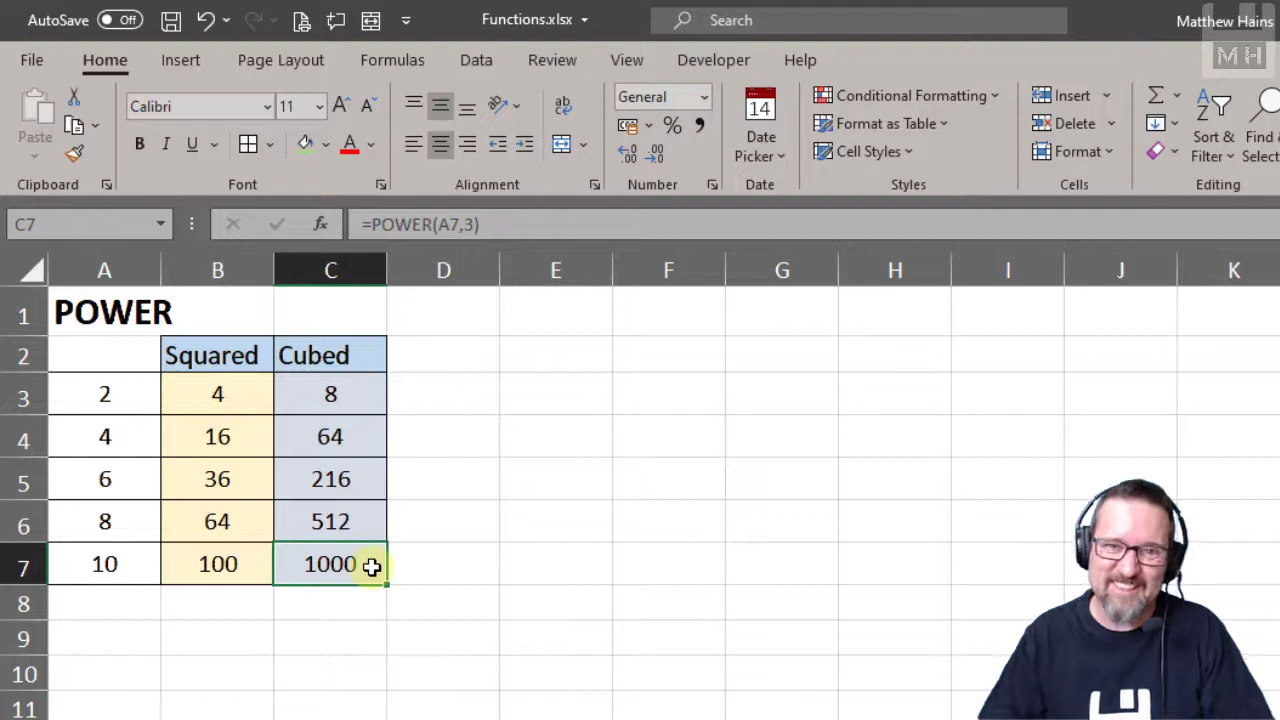 AutoSave Off Functions.xlsx Search Matthew Hains
MH
File Home Insert Page Layout Formulas Data Review View Developer Help
Paste
Calibri 11
B I U
General
14
Date Picker
Conditional Formatting
Format as Table
Cell Styles
Insert
Delete
Format
Sort & Filter
Find
Select
Clipboard Font Alignment Number Date Styles Cells Editing
C7 fx =POWER(A7,3)
A B C D E F G H I J K
1 POWER
2 Squared Cubed
3 2 4 8
4 4 16 64
5 6 36 216
6 8 64 512
7 10 100 1000
8
9
10
11